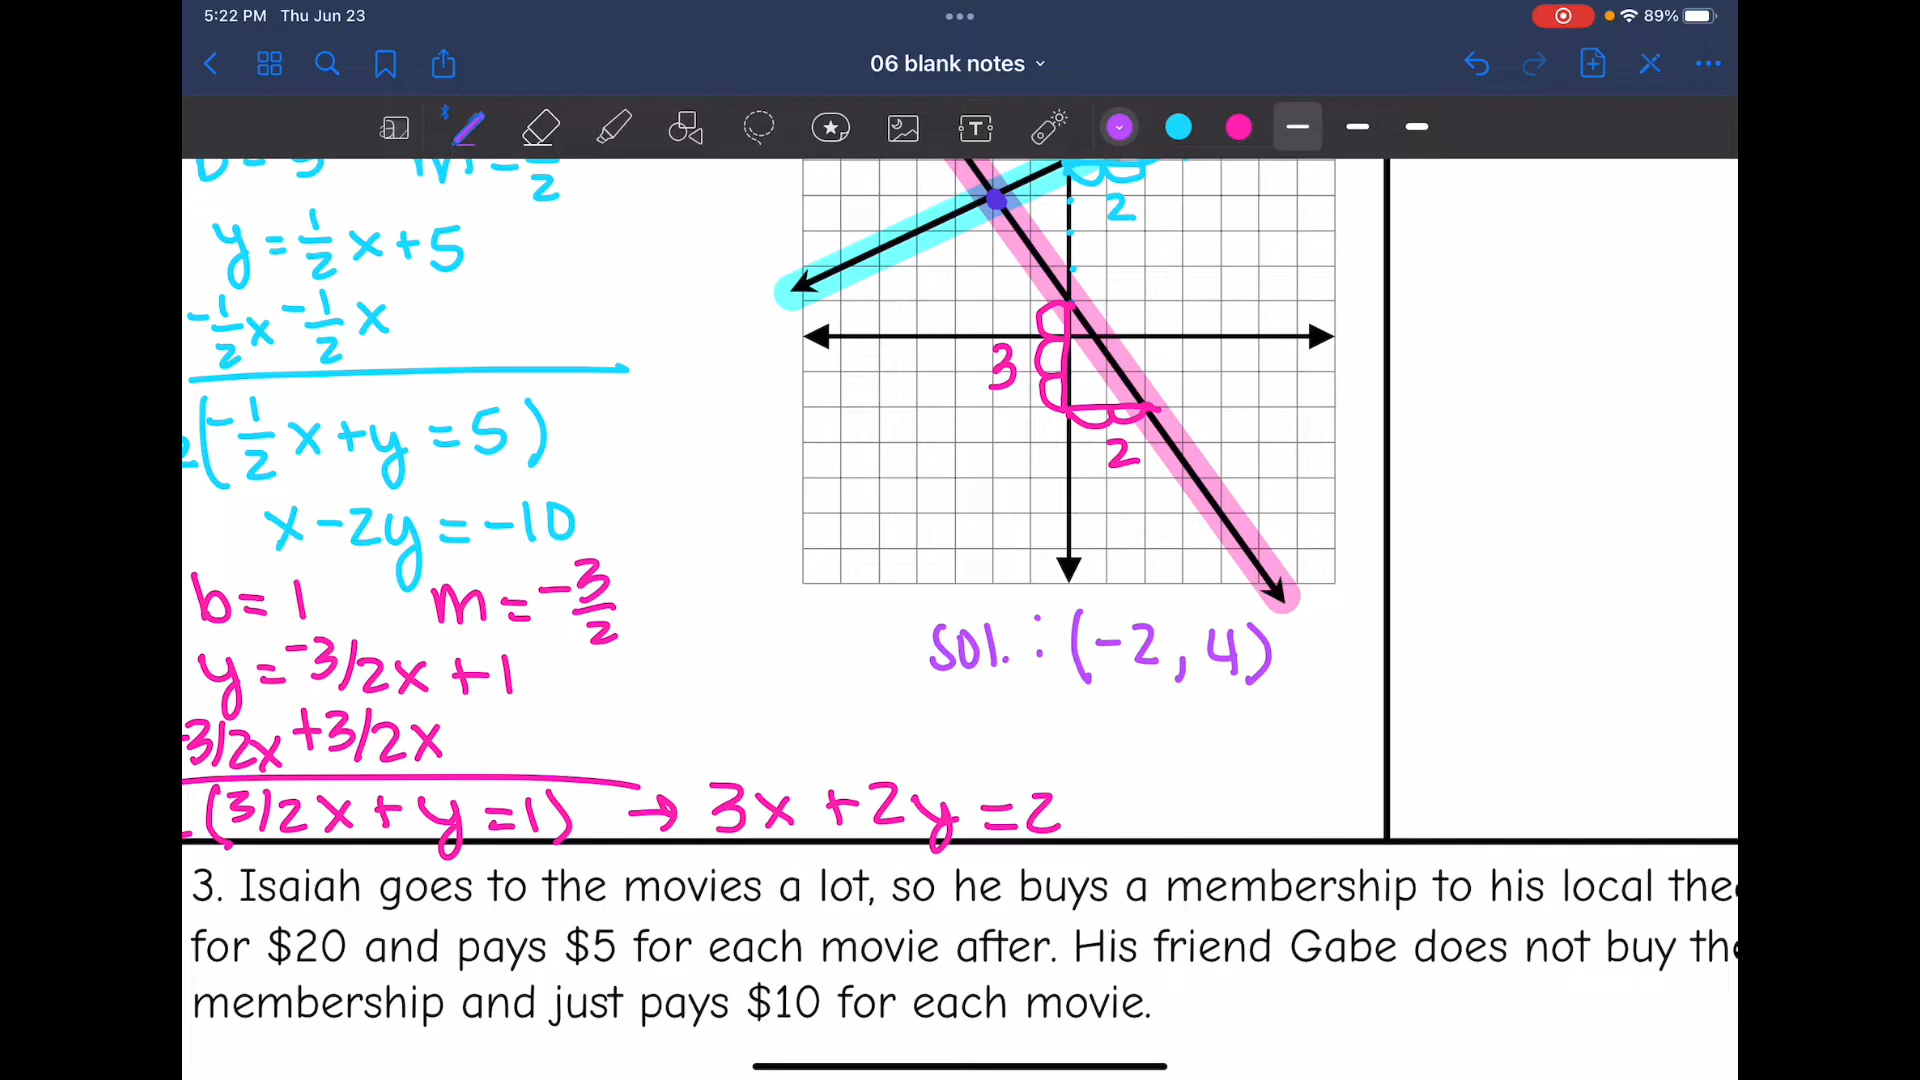 5:22 PM Thu Jun 23
89%
06 blank notes
2
y = 1/2 x + 5
-1/2 x -1/2 x
(-1/2 x + y = 5)
x - 2y = -10
b = 1 m = -3/2
y = -3/2x + 1
3/2x +3/2x
(3/2x + y = 1) → 3x + 2y = 2
2
3
2
sol. : (-2, 4)
3. Isaiah goes to the movies a lot, so he buys a membership to his local
for $20 and pays $5 for each movie after. His friend Gabe does not buy
membership and just pays $10 for each movie.